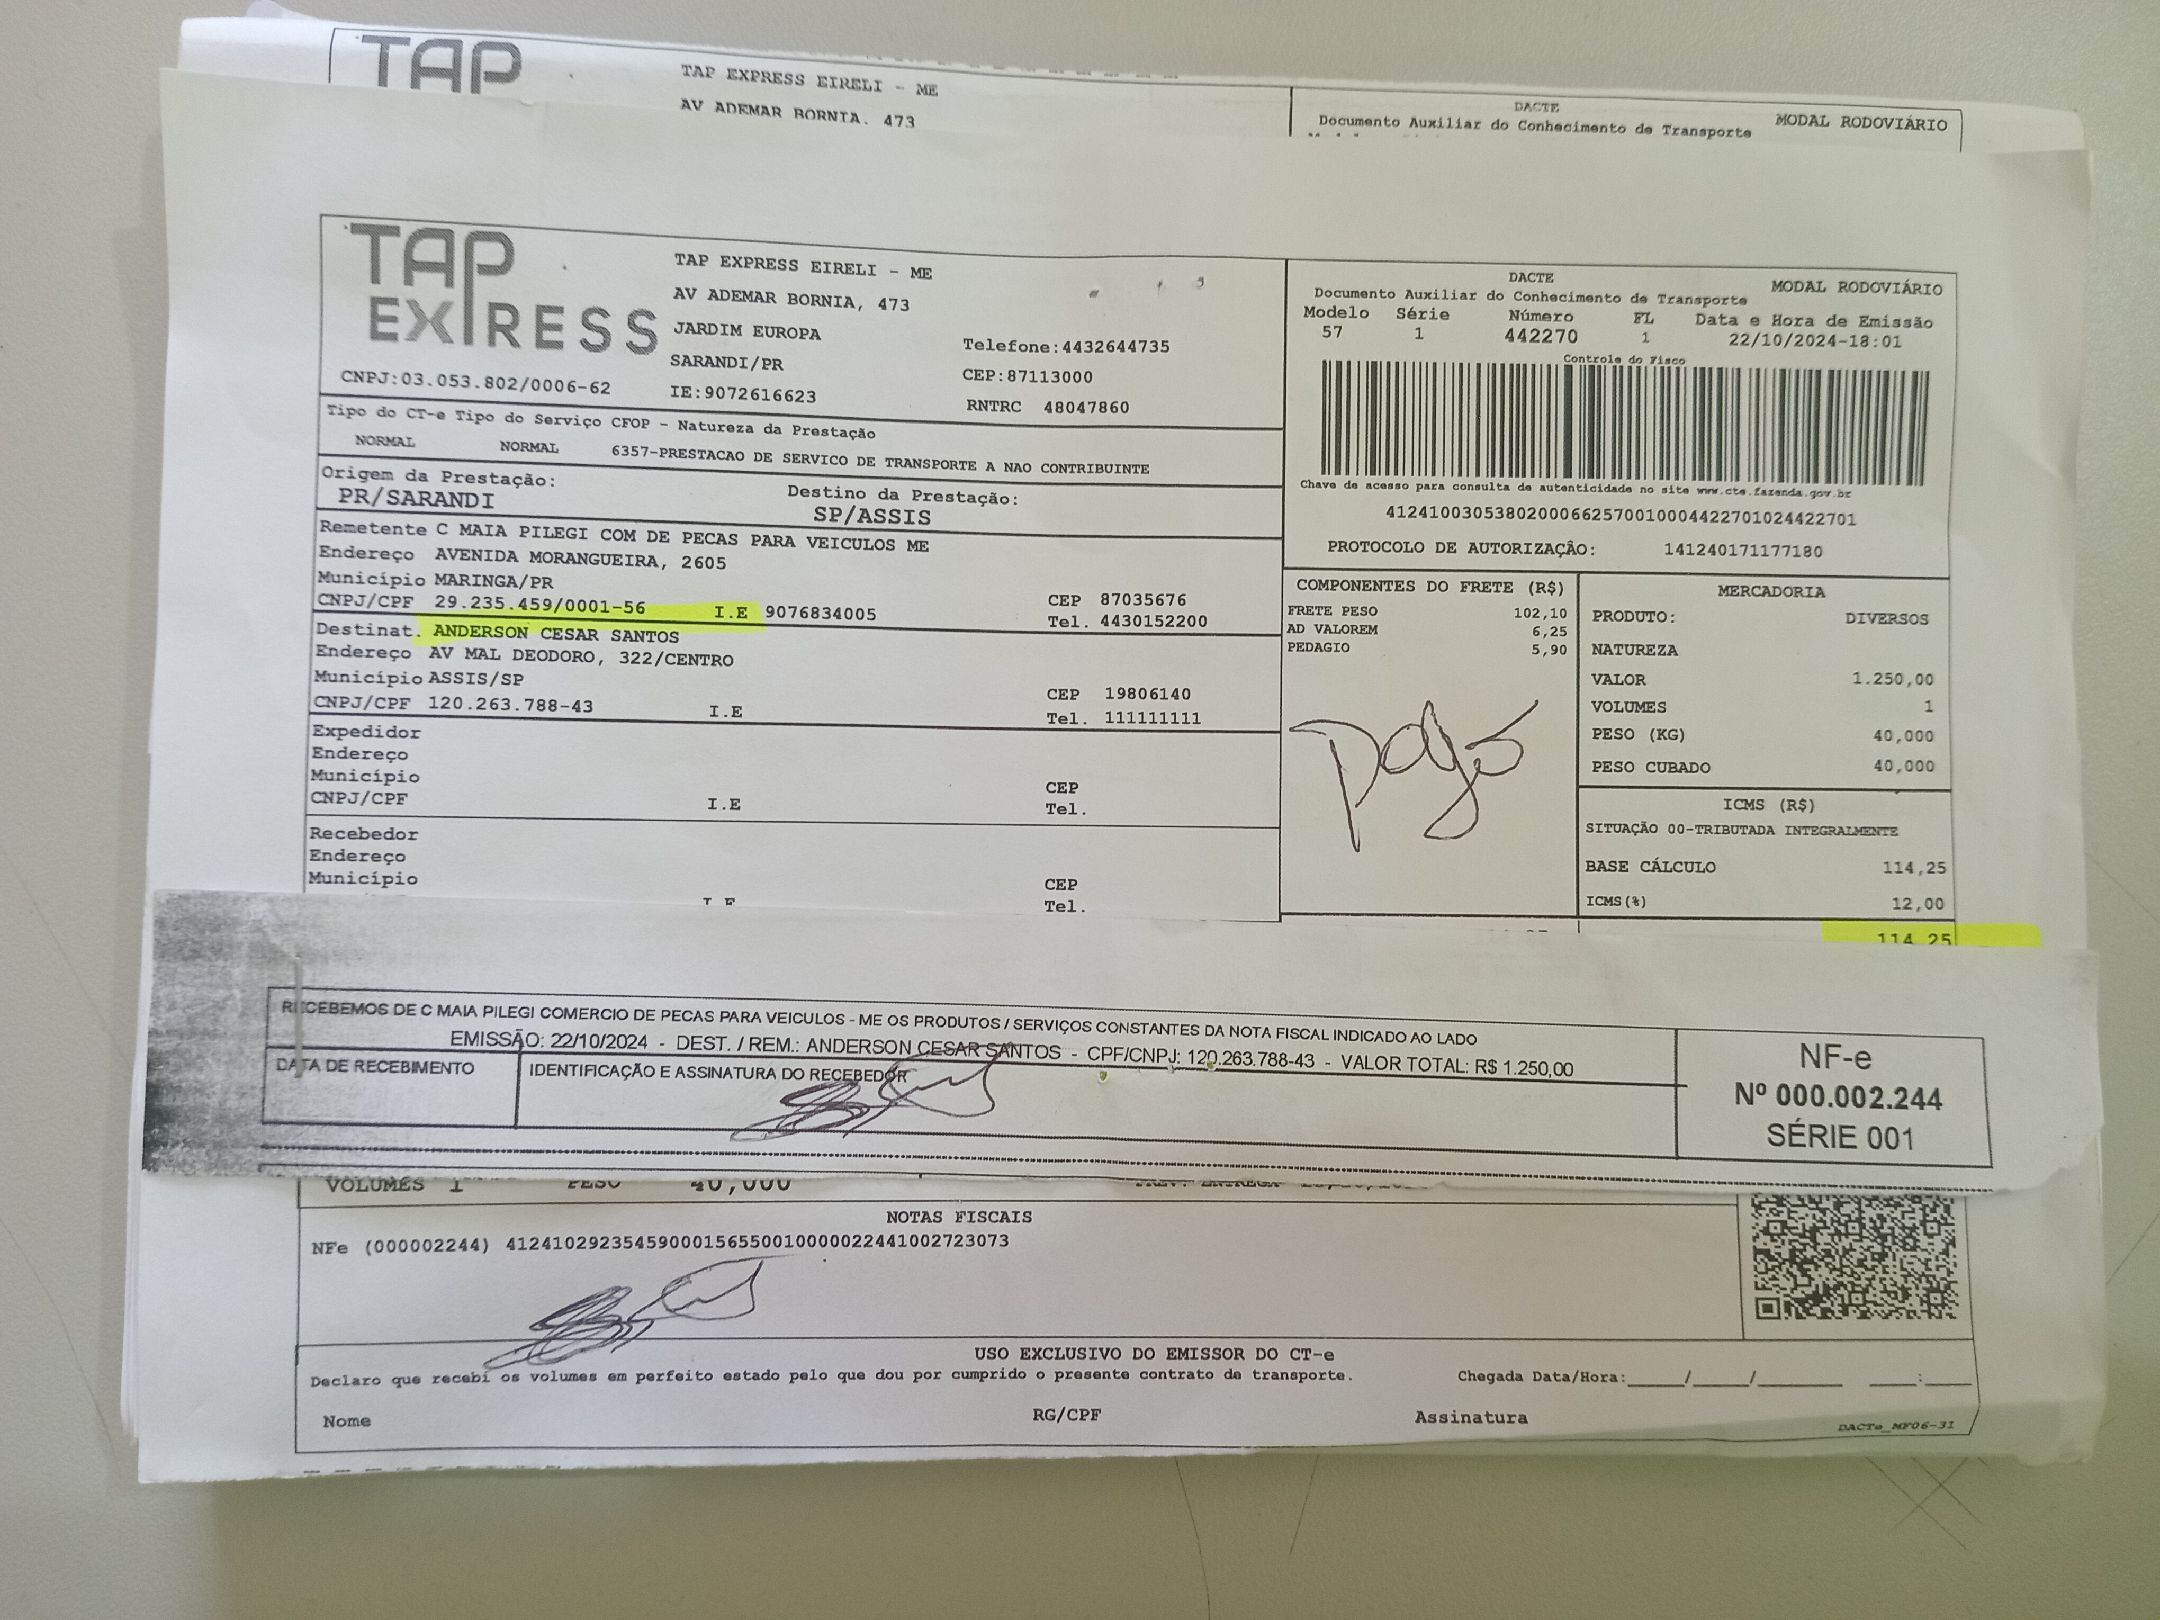 TAP
TAP EXPRESS EIRELI - ME
AV ADEMAR BORNIA, 473
DACTE
Documento Auxiliar do Conhecimento de Transporte
MODAL RODOVIÁRIO
TAP
EXPRESS
CNPJ:03.053.802/0006-62
TAP EXPRESS EIRELI - ME
AV ADEMAR BORNIA, 473
JARDIM EUROPA
SARANDI/PR
IE:9072616623
Telefone:4432644735
CEP:87113000
RNTRC 48047860
DACTE
Documento Auxiliar do Conhecimento de Transporte
MODAL RODOVIÁRIO
Modelo Série Número FL Data e Hora de Emissão
57 1 442270 1 22/10/2024-18:01
Controle do Fisco
Chave de acesso para consulta de autenticidade no site www.cte.fazenda.gov.br
41241003053802000662570010004422701024422701
PROTOCOLO DE AUTORIZAÇÃO: 141240171177180
Tipo do CT-e Tipo do Serviço CFOP - Natureza da Prestação
NORMAL NORMAL 6357-PRESTACAO DE SERVICO DE TRANSPORTE A NAO CONTRIBUINTE
Origem da Prestação:
PR/SARANDI
Destino da Prestação:
SP/ASSIS
Remetente C MAIA PILEGI COM DE PECAS PARA VEICULOS ME
Endereço AVENIDA MORANGUEIRA, 2605
Município MARINGA/PR CEP 87035676
CNPJ/CPF 29.235.459/0001-56 I.E 9076834005 Tel. 4430152200
Destinat. ANDERSON CESAR SANTOS
Endereço AV MAL DEODORO, 322/CENTRO
Município ASSIS/SP CEP 19806140
CNPJ/CPF 120.263.788-43 I.E Tel. 111111111
Expedidor
Endereço
Município CEP
CNPJ/CPF I.E Tel.
Recebedor
Endereço
Município CEP
I.E Tel.
COMPONENTES DO FRETE (R$)
FRETE PESO 102,10
AD VALOREM 6,25
PEDAGIO 5,90
Pago
MERCADORIA
PRODUTO: DIVERSOS
NATUREZA
VALOR 1.250,00
VOLUMES 1
PESO (KG) 40,000
PESO CUBADO 40,000
ICMS (R$)
SITUAÇÃO 00-TRIBUTADA INTEGRALMENTE
BASE CÁLCULO 114,25
ICMS(%) 12,00
114,25
RECEBEMOS DE C MAIA PILEGI COMERCIO DE PECAS PARA VEICULOS - ME OS PRODUTOS / SERVIÇOS CONSTANTES DA NOTA FISCAL INDICADO AO LADO
EMISSÃO: 22/10/2024 - DEST. / REM.: ANDERSON CESAR SANTOS - CPF/CNPJ: 120.263.788-43 - VALOR TOTAL: R$ 1.250,00
DATA DE RECEBIMENTO
IDENTIFICAÇÃO E ASSINATURA DO RECEBEDOR
NF-e
Nº 000.002.244
SÉRIE 001
VOLUMES 1 PESO 40,000 PREV. ENTREGA
NOTAS FISCAIS
NFe (000002244) 41241029235459000156550010000022441002723073
USO EXCLUSIVO DO EMISSOR DO CT-e
Declaro que recebi os volumes em perfeito estado pelo que dou por cumprido o presente contrato de transporte.
Chegada Data/Hora:_____/_____/________ ____:____
Nome RG/CPF Assinatura
DACTe_MF06-31